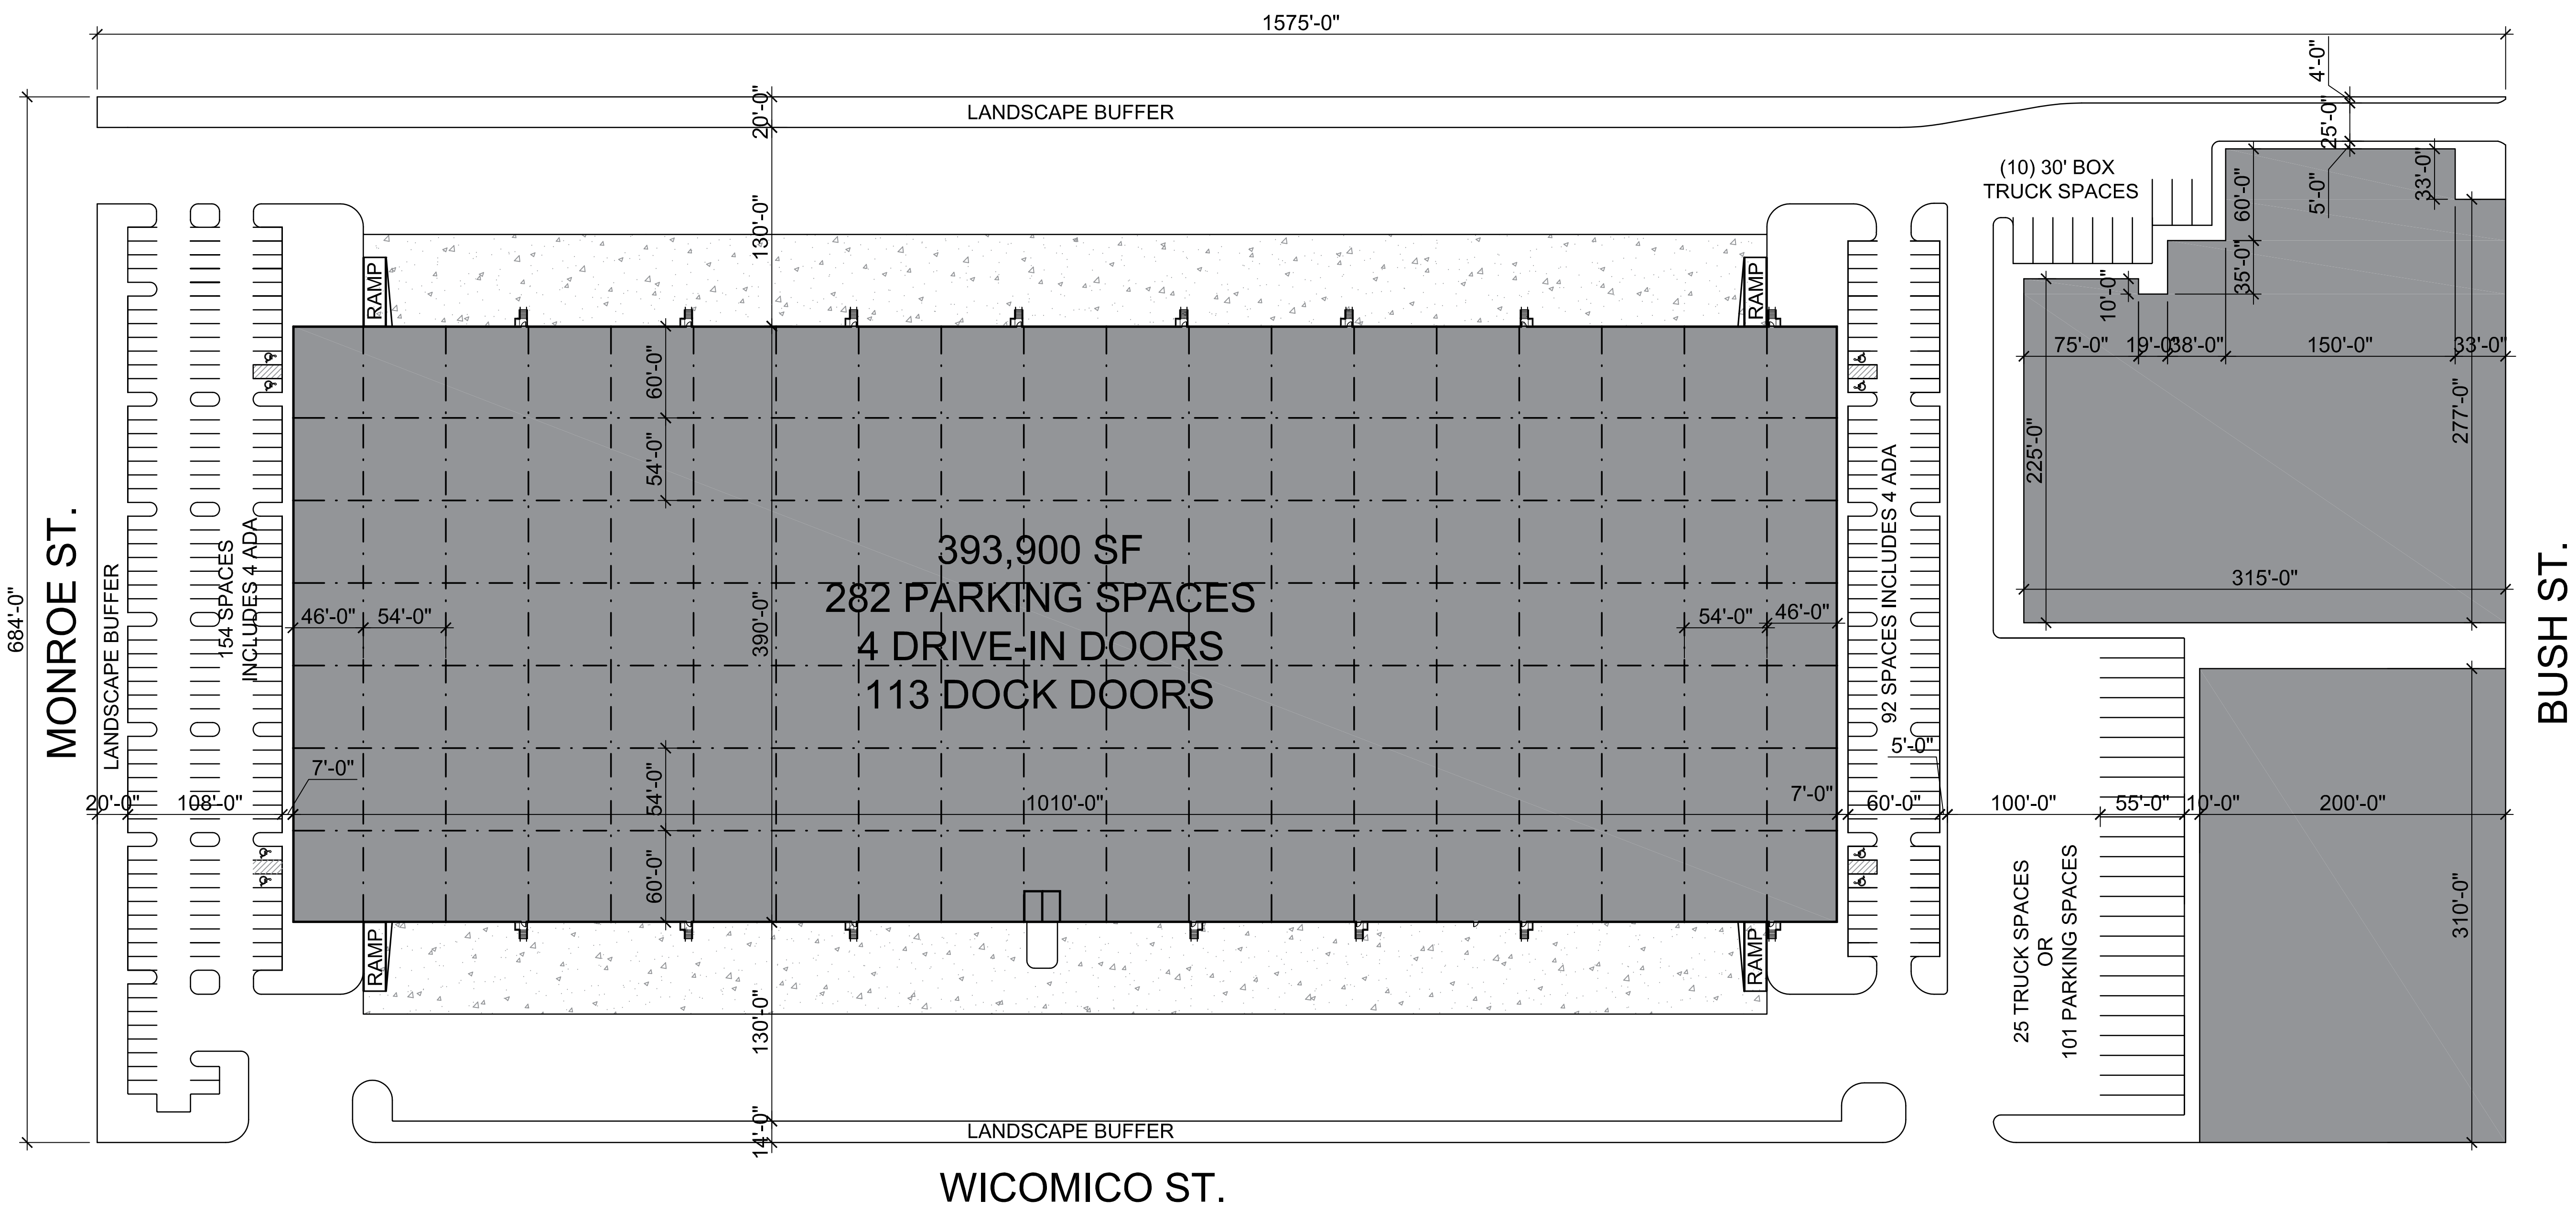 1575'-0"
4'-0"
20'-0"
LANDSCAPE BUFFER
25'-0"
(10) 30' BOX
TRUCK SPACES
5'-0"
33'-0"
60'-0"
130'-0"
35'-0"
10'-0"
RAMP
RAMP
75'-0"
19'-0"
38'-0"
150'-0"
33'-0"
60'-0"
54'-0"
225'-0"
277'-0"
684'-0"
MONROE ST.
LANDSCAPE BUFFER
154 SPACES
INCLUDES 4 ADA
393,900 SF
282 PARKING SPACES
4 DRIVE-IN DOORS
113 DOCK DOORS
46'-0"
54'-0"
390'-0"
54'-0"
46'-0"
92 SPACES INCLUDES 4 ADA
315'-0"
BUSH ST.
5'-0"
7'-0"
54'-0"
20'-0"
108'-0"
1010'-0"
7'-0"
60'-0"
100'-0"
55'-0"
10'-0"
200'-0"
60'-0"
310'-0"
RAMP
RAMP
25 TRUCK SPACES
OR
101 PARKING SPACES
130'-0"
14'-0"
LANDSCAPE BUFFER
WICOMICO ST.